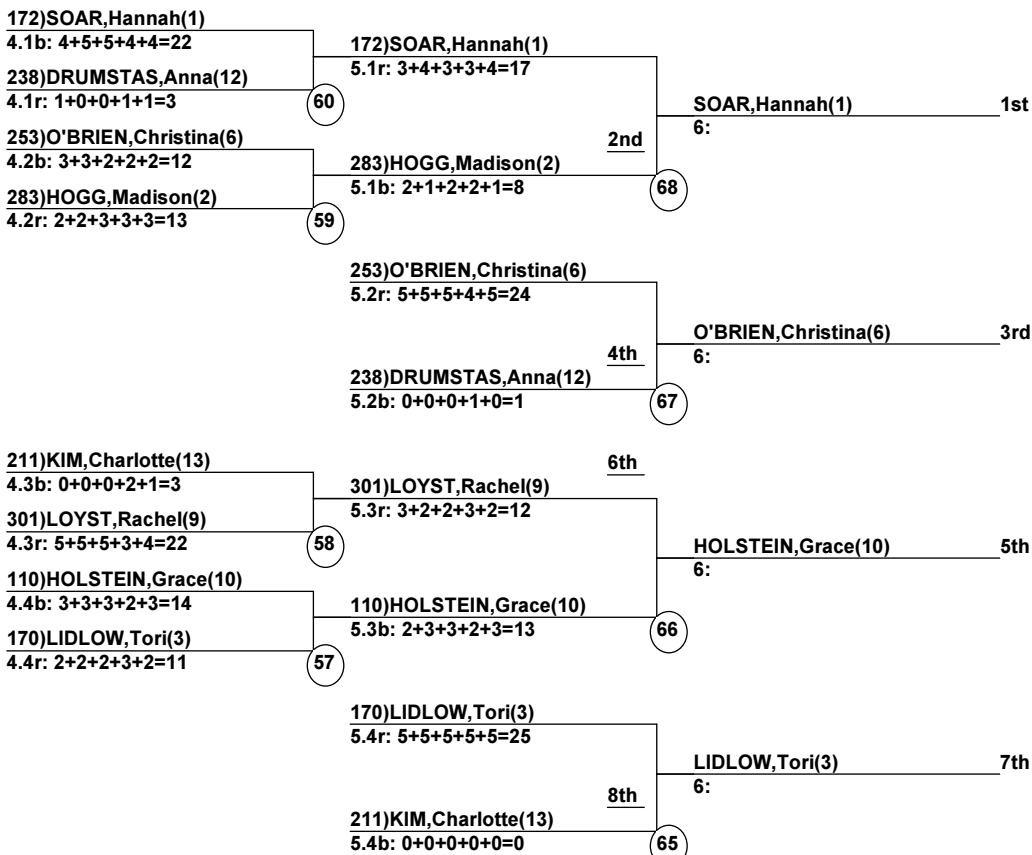 172)SOAR,Hannah(1)
4.1b: 4+5+5+4+4=22
238)DRUMSTAS,Anna(12)
4.1r: 1+0+0+1+1=3
60
253)O'BRIEN,Christina(6)
4.2b: 3+3+2+2+2=12
283)HOGG,Madison(2)
4.2r: 2+2+3+3+3=13
59
172)SOAR,Hannah(1)
5.1r: 3+4+3+3+4=17
2nd
283)HOGG,Madison(2)
5.1b: 2+1+2+2+1=8
68
SOAR,Hannah(1) 1st
6:
253)O'BRIEN,Christina(6)
5.2r: 5+5+5+4+5=24
4th
238)DRUMSTAS,Anna(12)
5.2b: 0+0+0+1+0=1
67
O'BRIEN,Christina(6) 3rd
6:
211)KIM,Charlotte(13)
4.3b: 0+0+0+2+1=3
301)LOYST,Rachel(9)
4.3r: 5+5+5+3+4=22
58
110)HOLSTEIN,Grace(10)
4.4b: 3+3+3+2+3=14
170)LIDLOW,Tori(3)
4.4r: 2+2+2+3+2=11
57
6th
301)LOYST,Rachel(9)
5.3r: 3+2+2+3+2=12
110)HOLSTEIN,Grace(10)
5.3b: 2+3+3+2+3=13
66
HOLSTEIN,Grace(10) 5th
6:
170)LIDLOW,Tori(3)
5.4r: 5+5+5+5+5=25
8th
211)KIM,Charlotte(13)
5.4b: 0+0+0+0+0=0
65
LIDLOW,Tori(3) 7th
6: